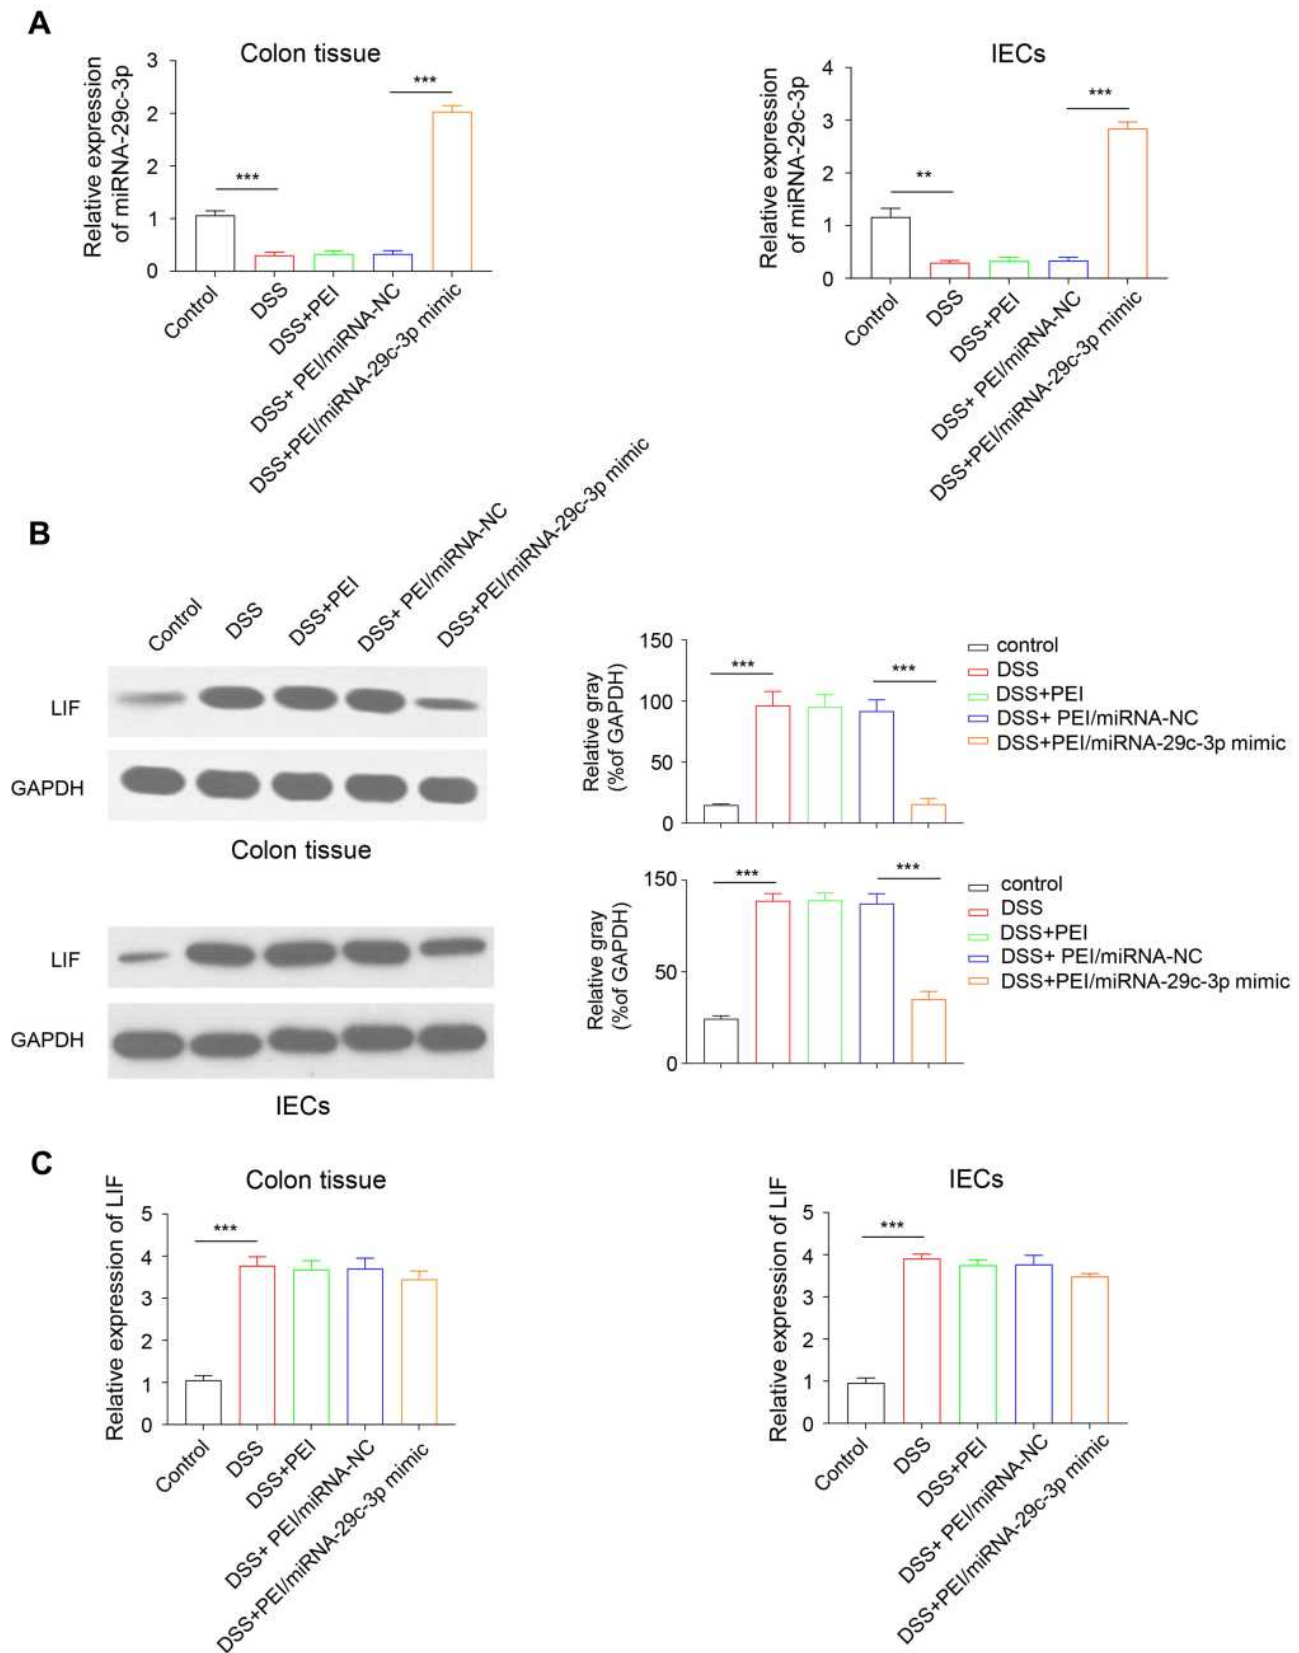 A
Colon tissue
Relative expression
of miRNA-29c-3p
3
2
2
1
0
***
***
Control
DSS
DSS+PEI
DSS+ PEI/miRNA-NC
DSS+PEI/miRNA-29c-3p mimic
IECs
Relative expression
of miRNA-29c-3p
4
3
2
1
0
**
***
Control
DSS
DSS+PEI
DSS+ PEI/miRNA-NC
DSS+PEI/miRNA-29c-3p mimic
B
Control
DSS
DSS+PEI
DSS+ PEI/miRNA-NC
DSS+PEI/miRNA-29c-3p mimic
LIF
GAPDH
Colon tissue
Relative gray
(%of GAPDH)
150
100
50
0
***
***
control
DSS
DSS+PEI
DSS+ PEI/miRNA-NC
DSS+PEI/miRNA-29c-3p mimic
LIF
GAPDH
IECs
Relative gray
(%of GAPDH)
150
50
0
***
***
control
DSS
DSS+PEI
DSS+ PEI/miRNA-NC
DSS+PEI/miRNA-29c-3p mimic
C
Colon tissue
Relative expression of LIF
5
4
3
2
1
0
***
Control
DSS
DSS+PEI
DSS+ PEI/miRNA-NC
DSS+PEI/miRNA-29c-3p mimic
IECs
Relative expression of LIF
5
4
3
2
1
0
***
Control
DSS
DSS+PEI
DSS+ PEI/miRNA-NC
DSS+PEI/miRNA-29c-3p mimic